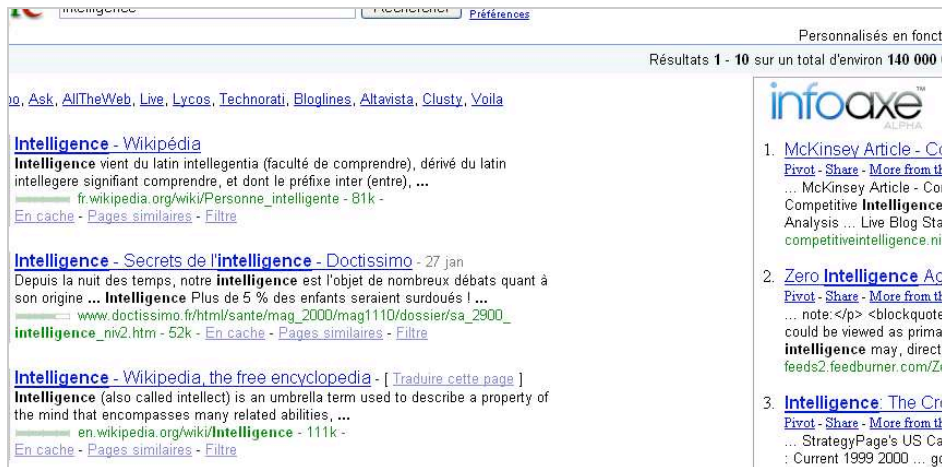 intelligence Rechercher Préférences
Personnalisés en fonct
Résultats 1 - 10 sur un total d'environ 140 000
oo, Ask, AllTheWeb, Live, Lycos, Technorati, Bloglines, Altavista, Clusty, Voila
Intelligence - Wikipédia
Intelligence vient du latin intellegentia (faculté de comprendre), dérivé du latin
intellegere signifiant comprendre, et dont le préfixe inter (entre), ...
fr.wikipedia.org/wiki/Personne_intelligente - 81k -
En cache - Pages similaires - Filtre
Intelligence - Secrets de l'intelligence - Doctissimo - 27 jan
Depuis la nuit des temps, notre intelligence est l'objet de nombreux débats quant à
son origine ... Intelligence Plus de 5 % des enfants seraient surdoués ! ...
www.doctissimo.fr/html/sante/mag_2000/mag1110/dossier/sa_2900_
intelligence_niv2.htm - 52k - En cache - Pages similaires - Filtre
Intelligence - Wikipedia, the free encyclopedia - [ Traduire cette page ]
Intelligence (also called intellect) is an umbrella term used to describe a property of
the mind that encompasses many related abilities, ...
en.wikipedia.org/wiki/Intelligence - 111k -
En cache - Pages similaires - Filtre
infoaxe™
ALPHA
1. McKinsey Article - Co
Pivot - Share - More from th
... McKinsey Article - Co
Competitive Intelligence
Analysis ... Live Blog Sta
competitiveintelligence.ni
2. Zero Intelligence Ag
Pivot - Share - More from th
... note:</p> <blockquote
could be viewed as prima
intelligence may, direct
feeds2.feedburner.com/Ze
3. Intelligence: The Cr
Pivot - Share - More from th
... StrategyPage's US Ca
: Current 1999 2000 ... go